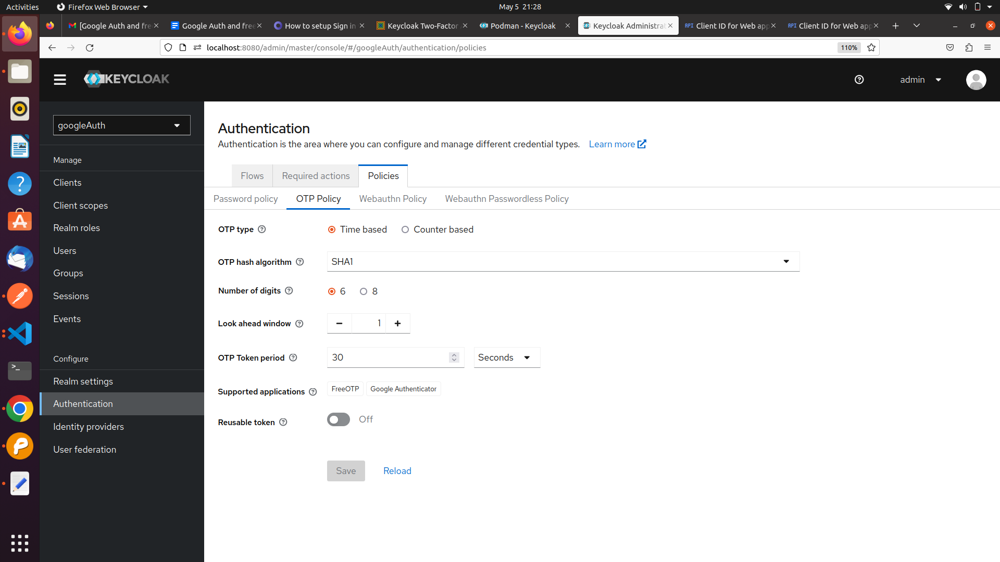 Activities
Firefox Web Browser
May 5 21:28
[Google Auth and fre
Google Auth and free
How to setup Sign in
Keycloak Two-Factor
Podman - Keycloak
Keycloak Administrat
API Client ID for Web app
API Client ID for Web app
localhost:8080/admin/master/console/#/googleAuth/authentication/policies
110%
KEYCLOAK
admin
googleAuth
Manage
Clients
Client scopes
Realm roles
Users
Groups
Sessions
Events
Configure
Realm settings
Authentication
Identity providers
User federation
Authentication
Authentication is the area where you can configure and manage different credential types. Learn more
Flows
Required actions
Policies
Password policy
OTP Policy
Webauthn Policy
Webauthn Passwordless Policy
OTP type
Time based
Counter based
OTP hash algorithm
SHA1
Number of digits
6
8
Look ahead window
1
OTP Token period
30
Seconds
Supported applications
FreeOTP
Google Authenticator
Reusable token
Off
Save
Reload